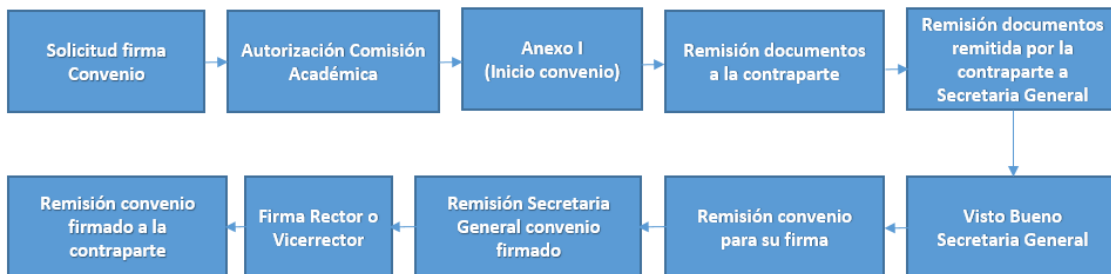 Solicitud firma
Convenio
Autorización Comisión
Académica
Anexo I
(Inicio convenio)
Remisión documentos
a la contraparte
Remisión documentos
remitida por la
contraparte a
Secretaria General
Visto Bueno
Secretaria General
Remisión convenio
para su firma
Remisión Secretaria
General convenio
firmado
Firma Rector o
Vicerrector
Remisión convenio
firmado a la
contraparte